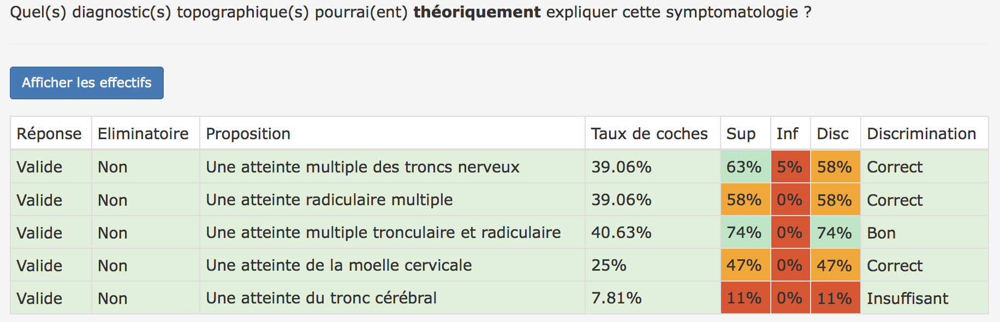 Quel(s) diagnostic(s) topographique(s) pourrai(ent) théoriquement expliquer cette symptomatologie ?
Afficher les effectifs
Réponse Eliminatoire Proposition Taux de coches Sup Inf Disc Discrimination
Valide Non Une atteinte multiple des troncs nerveux 39.06% 63% 5% 58% Correct
Valide Non Une atteinte radiculaire multiple 39.06% 58% 0% 58% Correct
Valide Non Une atteinte multiple tronculaire et radiculaire 40.63% 74% 0% 74% Bon
Valide Non Une atteinte de la moelle cervicale 25% 47% 0% 47% Correct
Valide Non Une atteinte du tronc cérébral 7.81% 11% 0% 11% Insuffisant